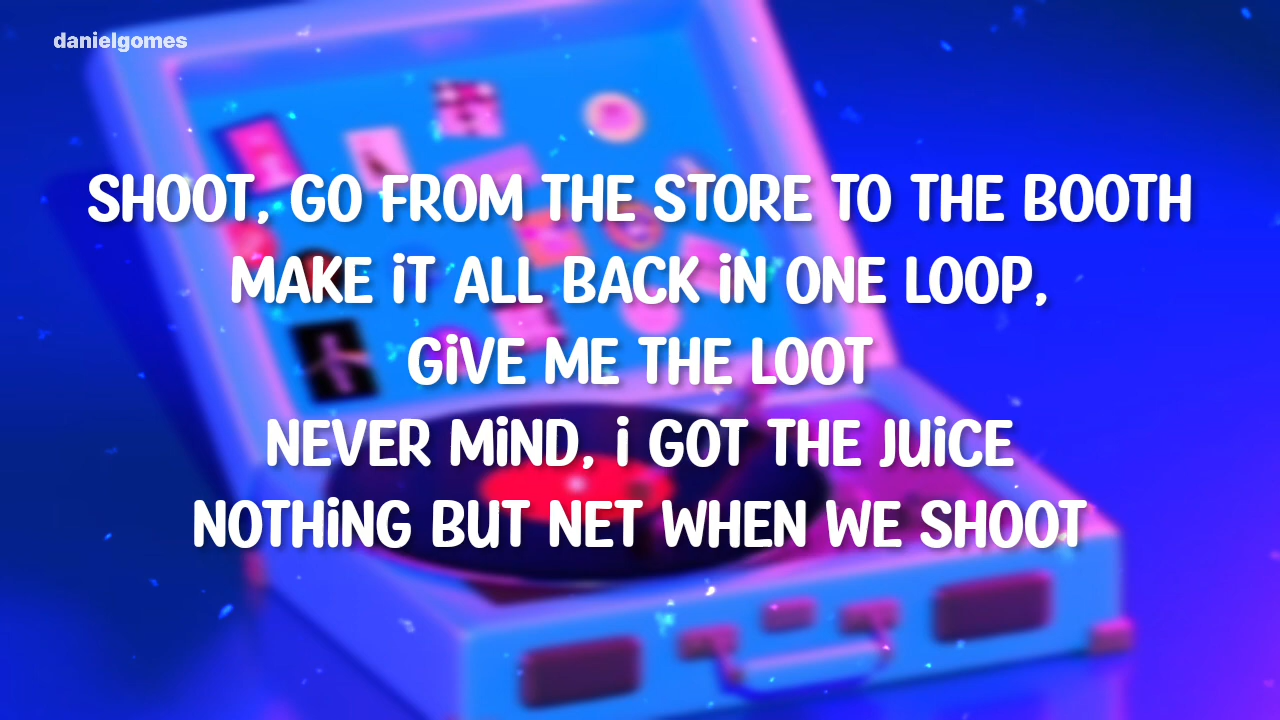 danielgomes
SHOOT, GO FROM THE STORE TO THE BOOTH
MAKE iT ALL BACK iN ONE LOOP,
GiVE ME THE LOOT
NEVER MiND, i GOT THE JUiCE
NOTHiNG BUT NET WHEN WE SHOOT